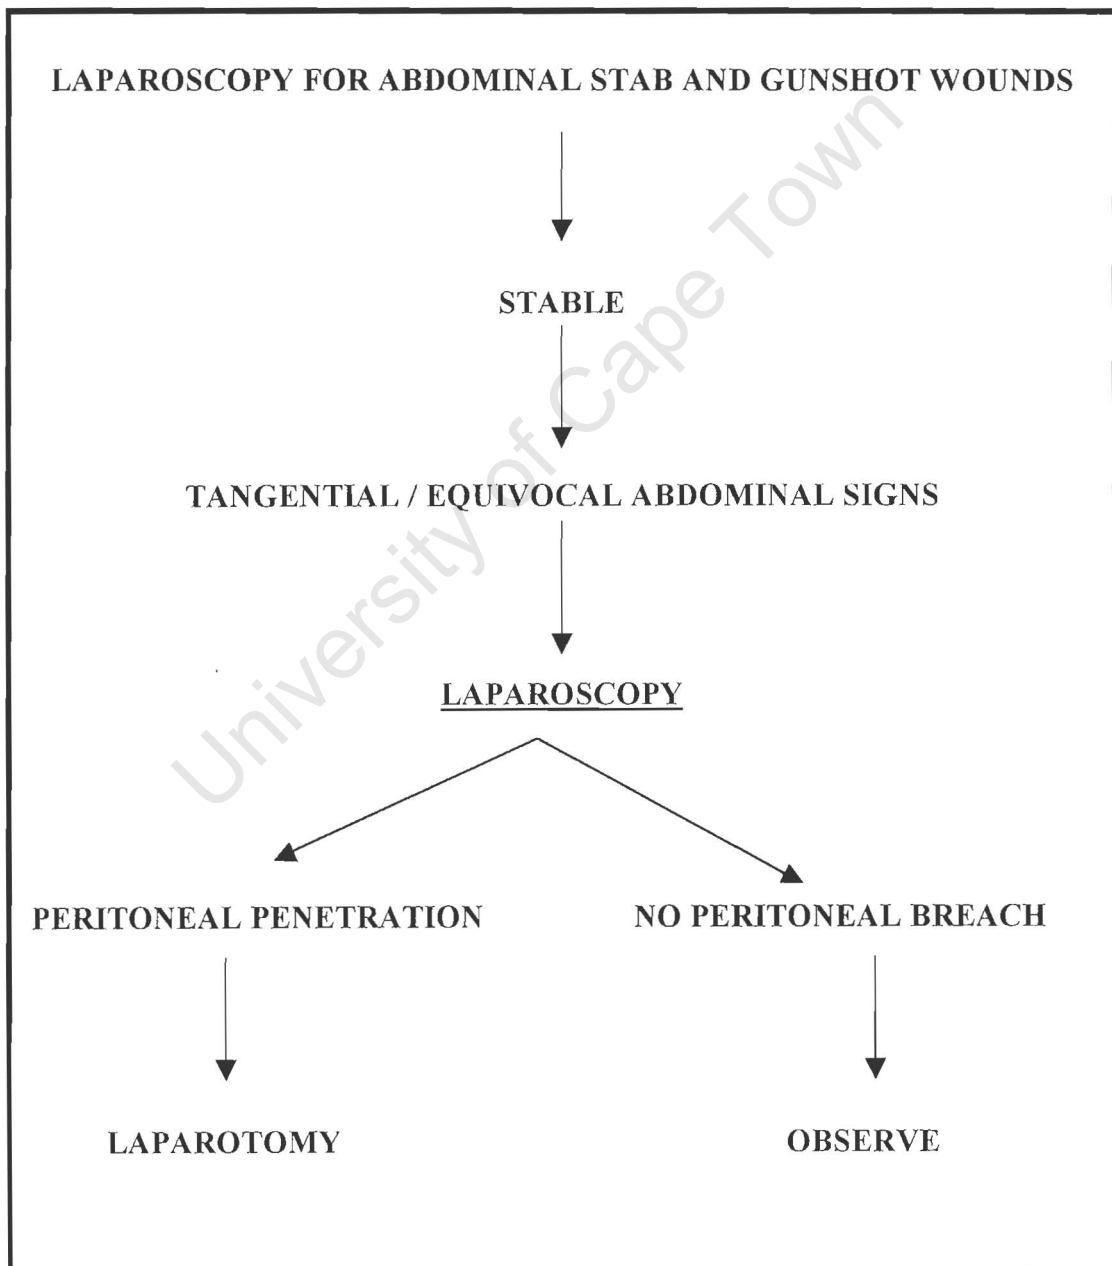 LAPAROSCOPY FOR ABDOMINAL STAB AND GUNSHOT WOUNDS
STABLE
TANGENTIAL / EQUIVOCAL ABDOMINAL SIGNS
LAPAROSCOPY
PERITONEAL PENETRATION
NO PERITONEAL BREACH
LAPAROTOMY
OBSERVE
University of Cape Town